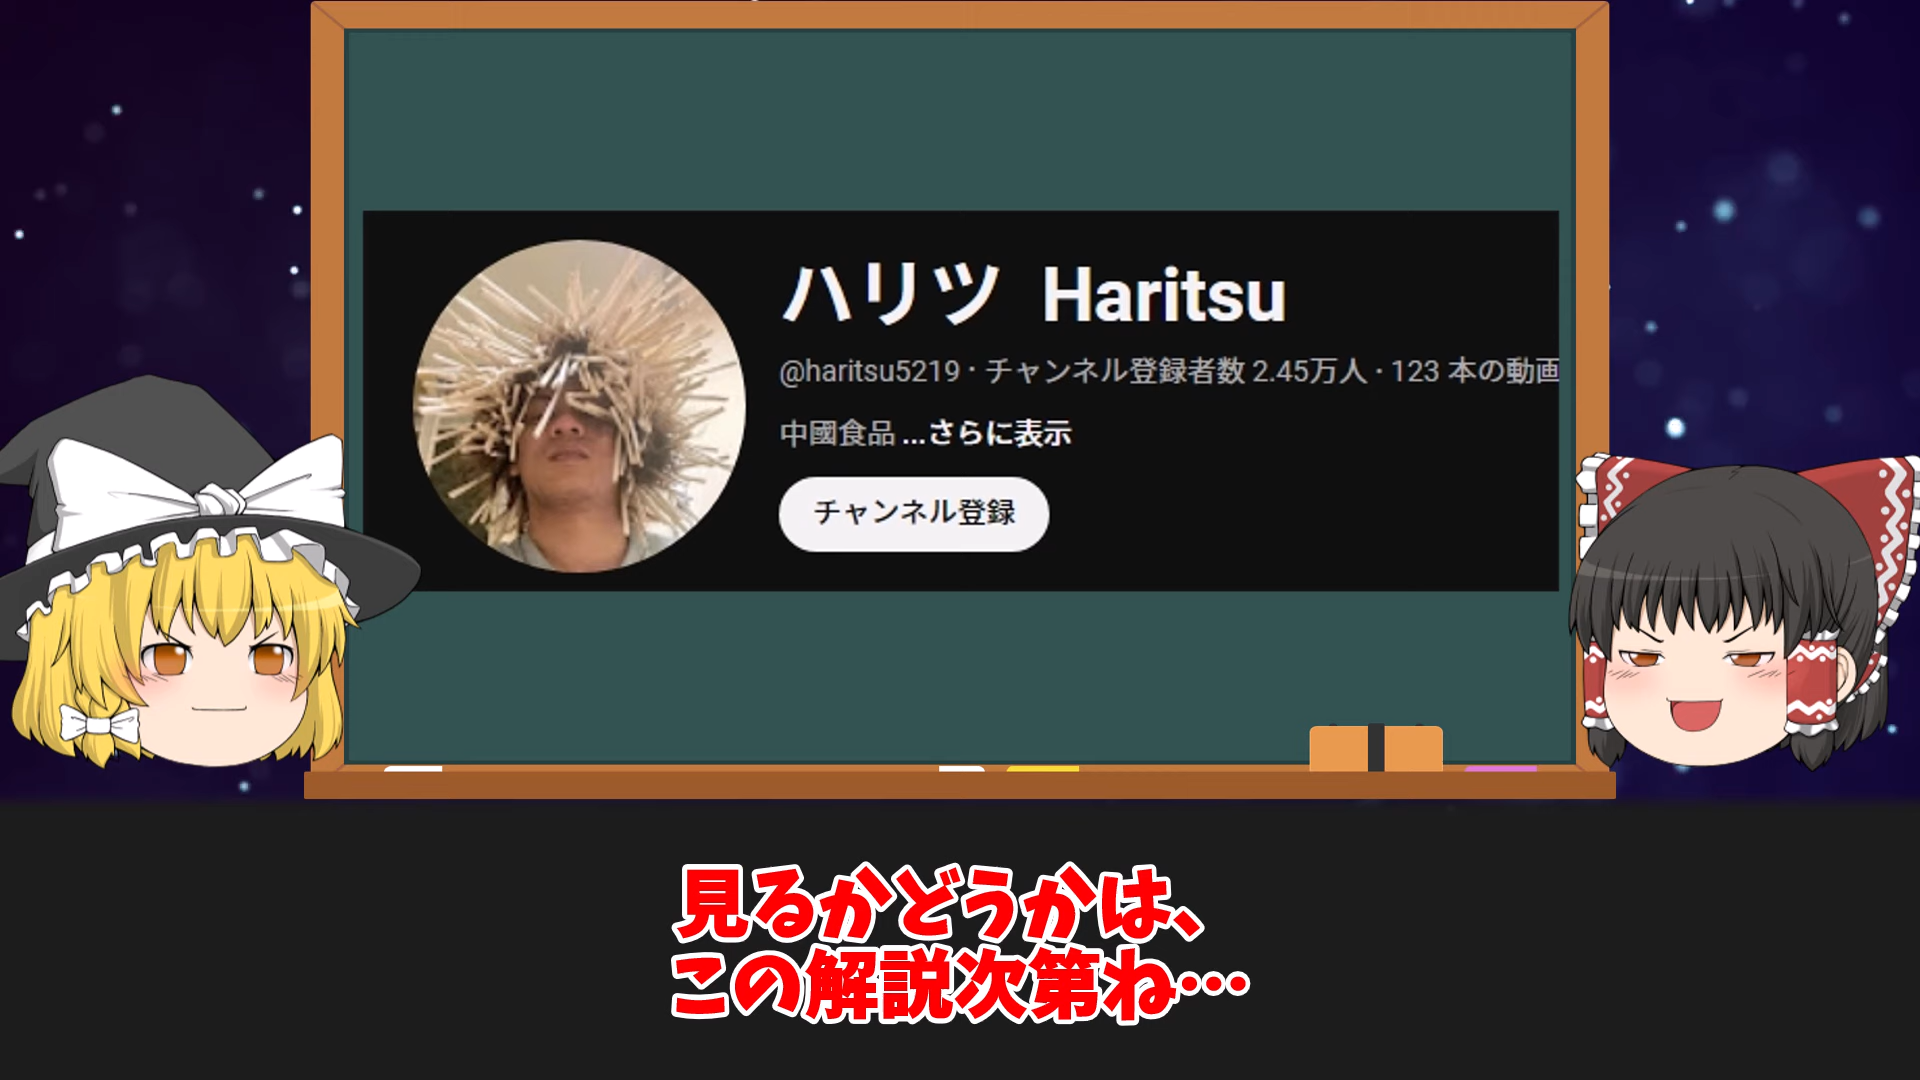 ハリツ Haritsu
@haritsu5219・チャンネル登録者数 2.45万人・123 本の動画
中國食品 ...さらに表示
チャンネル登録
見るかどうかは、
この解説次第ね…